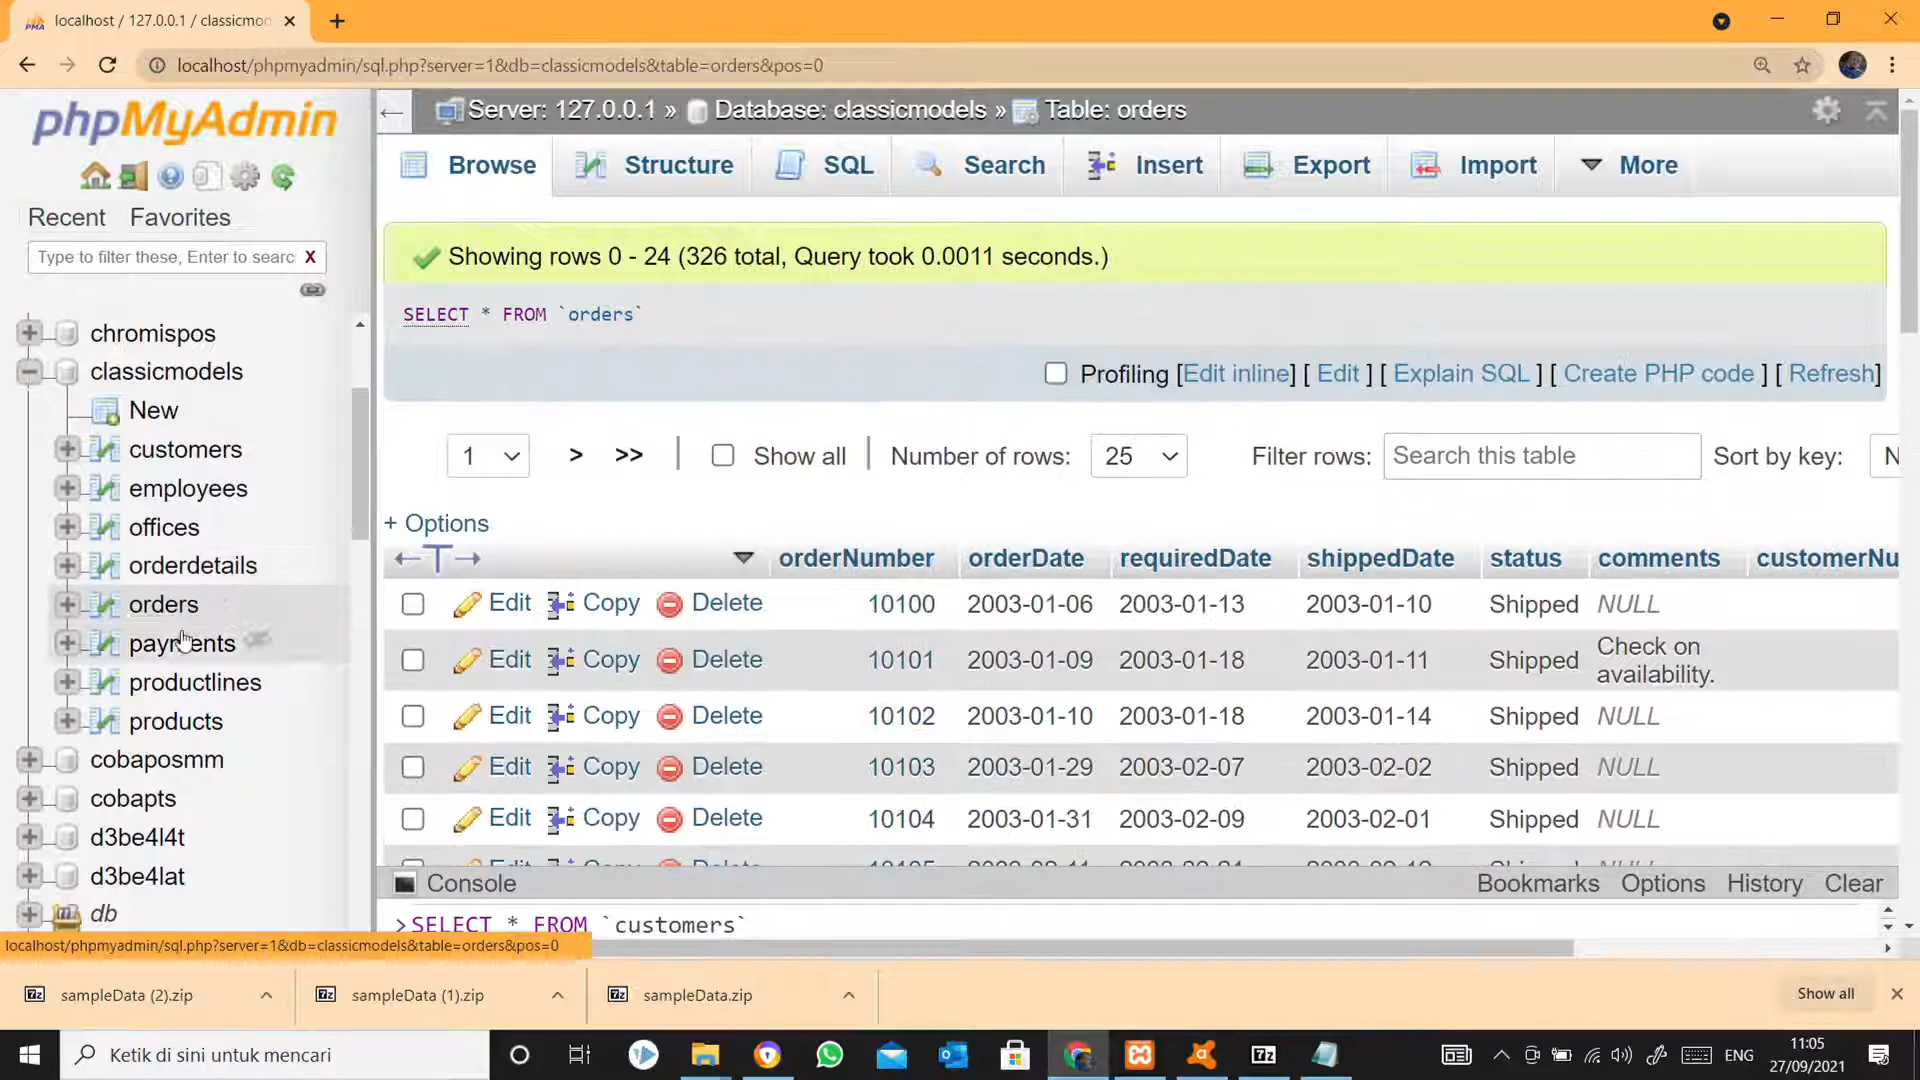 localhost / 127.0.0.1 / classicmo
localhost/phpmyadmin/sql.php?server=1&db=classicmodels&table=orders&pos=0
phpMyAdmin
Recent Favorites
Type to filter these, Enter to searc X
chromispos
classicmodels
New
customers
employees
offices
orderdetails
orders
payments
productlines
products
cobaposmm
cobapts
d3be4l4t
d3be4lat
db
localhost/phpmyadmin/sql.php?server=1&db=classicmodels&table=orders&pos=0
Server: 127.0.0.1 » Database: classicmodels » Table: orders
Browse Structure SQL Search Insert Export Import More
Showing rows 0 - 24 (326 total, Query took 0.0011 seconds.)
SELECT * FROM `orders`
Profiling [Edit inline] [ Edit ] [ Explain SQL ] [ Create PHP code ] [ Refresh]
1 > >> | Show all | Number of rows: 25 Filter rows: Search this table Sort by key: N
+ Options
←T→ orderNumber orderDate requiredDate shippedDate status comments customerNu
Edit Copy Delete 10100 2003-01-06 2003-01-13 2003-01-10 Shipped NULL
Edit Copy Delete 10101 2003-01-09 2003-01-18 2003-01-11 Shipped Check on
availability.
Edit Copy Delete 10102 2003-01-10 2003-01-18 2003-01-14 Shipped NULL
Edit Copy Delete 10103 2003-01-29 2003-02-07 2003-02-02 Shipped NULL
Edit Copy Delete 10104 2003-01-31 2003-02-09 2003-02-01 Shipped NULL
Console Bookmarks Options History Clear
>SELECT * FROM `customers`
sampleData (2).zip sampleData (1).zip sampleData.zip Show all
Ketik di sini untuk mencari
ENG
11:05
27/09/2021